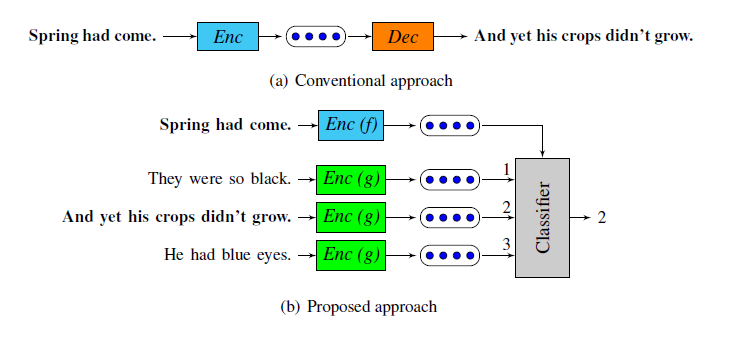 Spring had come. Enc Dec And yet his crops didn't grow.
(a) Conventional approach
Spring had come. Enc (f)
They were so black. Enc (g) 1
And yet his crops didn't grow. Enc (g) 2 Classifier 2
He had blue eyes. Enc (g) 3
(b) Proposed approach